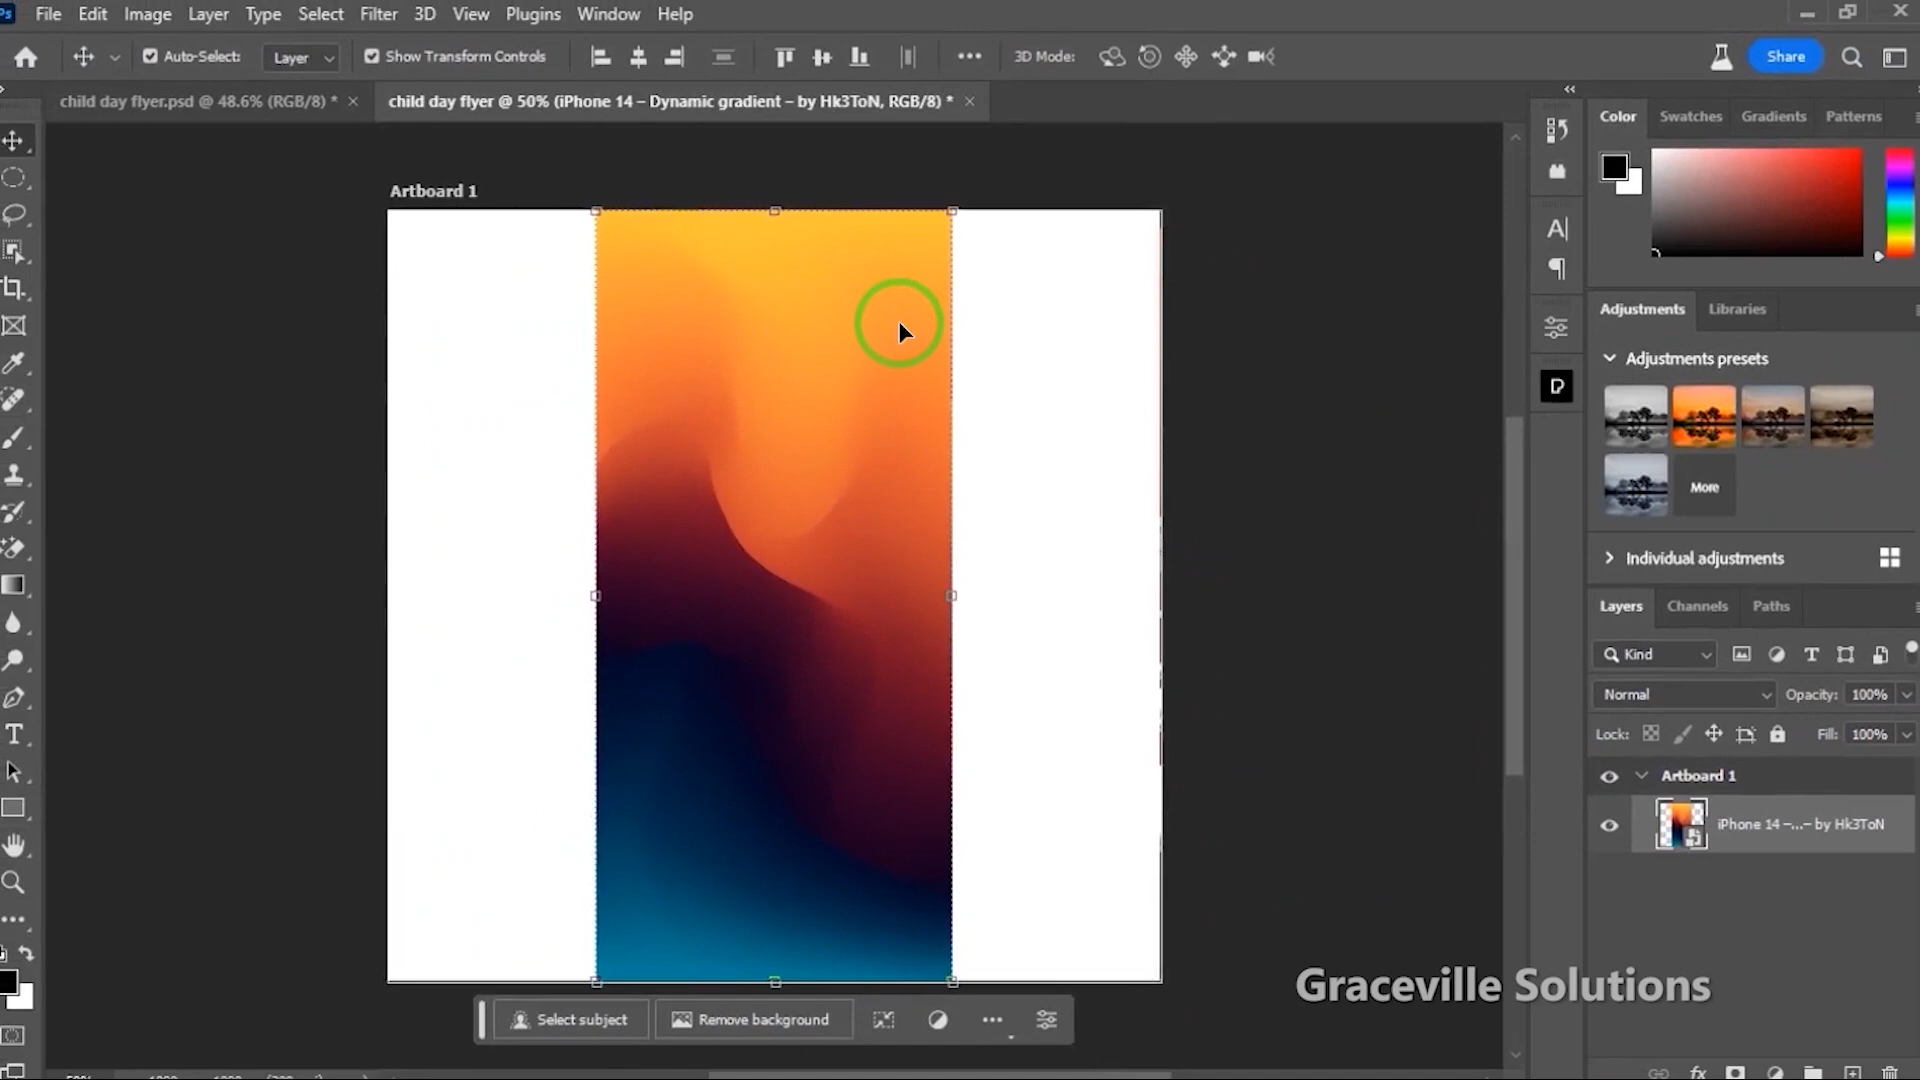 Ps File Edit Image Layer Type Select Filter 3D View Plugins Window Help
Auto-Select: Layer Show Transform Controls 3D Mode: Share
child day flyer.psd @ 48.6% (RGB/8) * child day flyer @ 50% (iPhone 14 – Dynamic gradient – by Hk3ToN, RGB/8) *
Color Swatches Gradients Patterns
Artboard 1
Adjustments Libraries
Adjustments presets
More
Individual adjustments
Layers Channels Paths
Kind
Normal Opacity: 100%
Lock: Fill: 100%
Artboard 1
iPhone 14 –...– by Hk3ToN
Graceville Solutions
Select subject Remove background